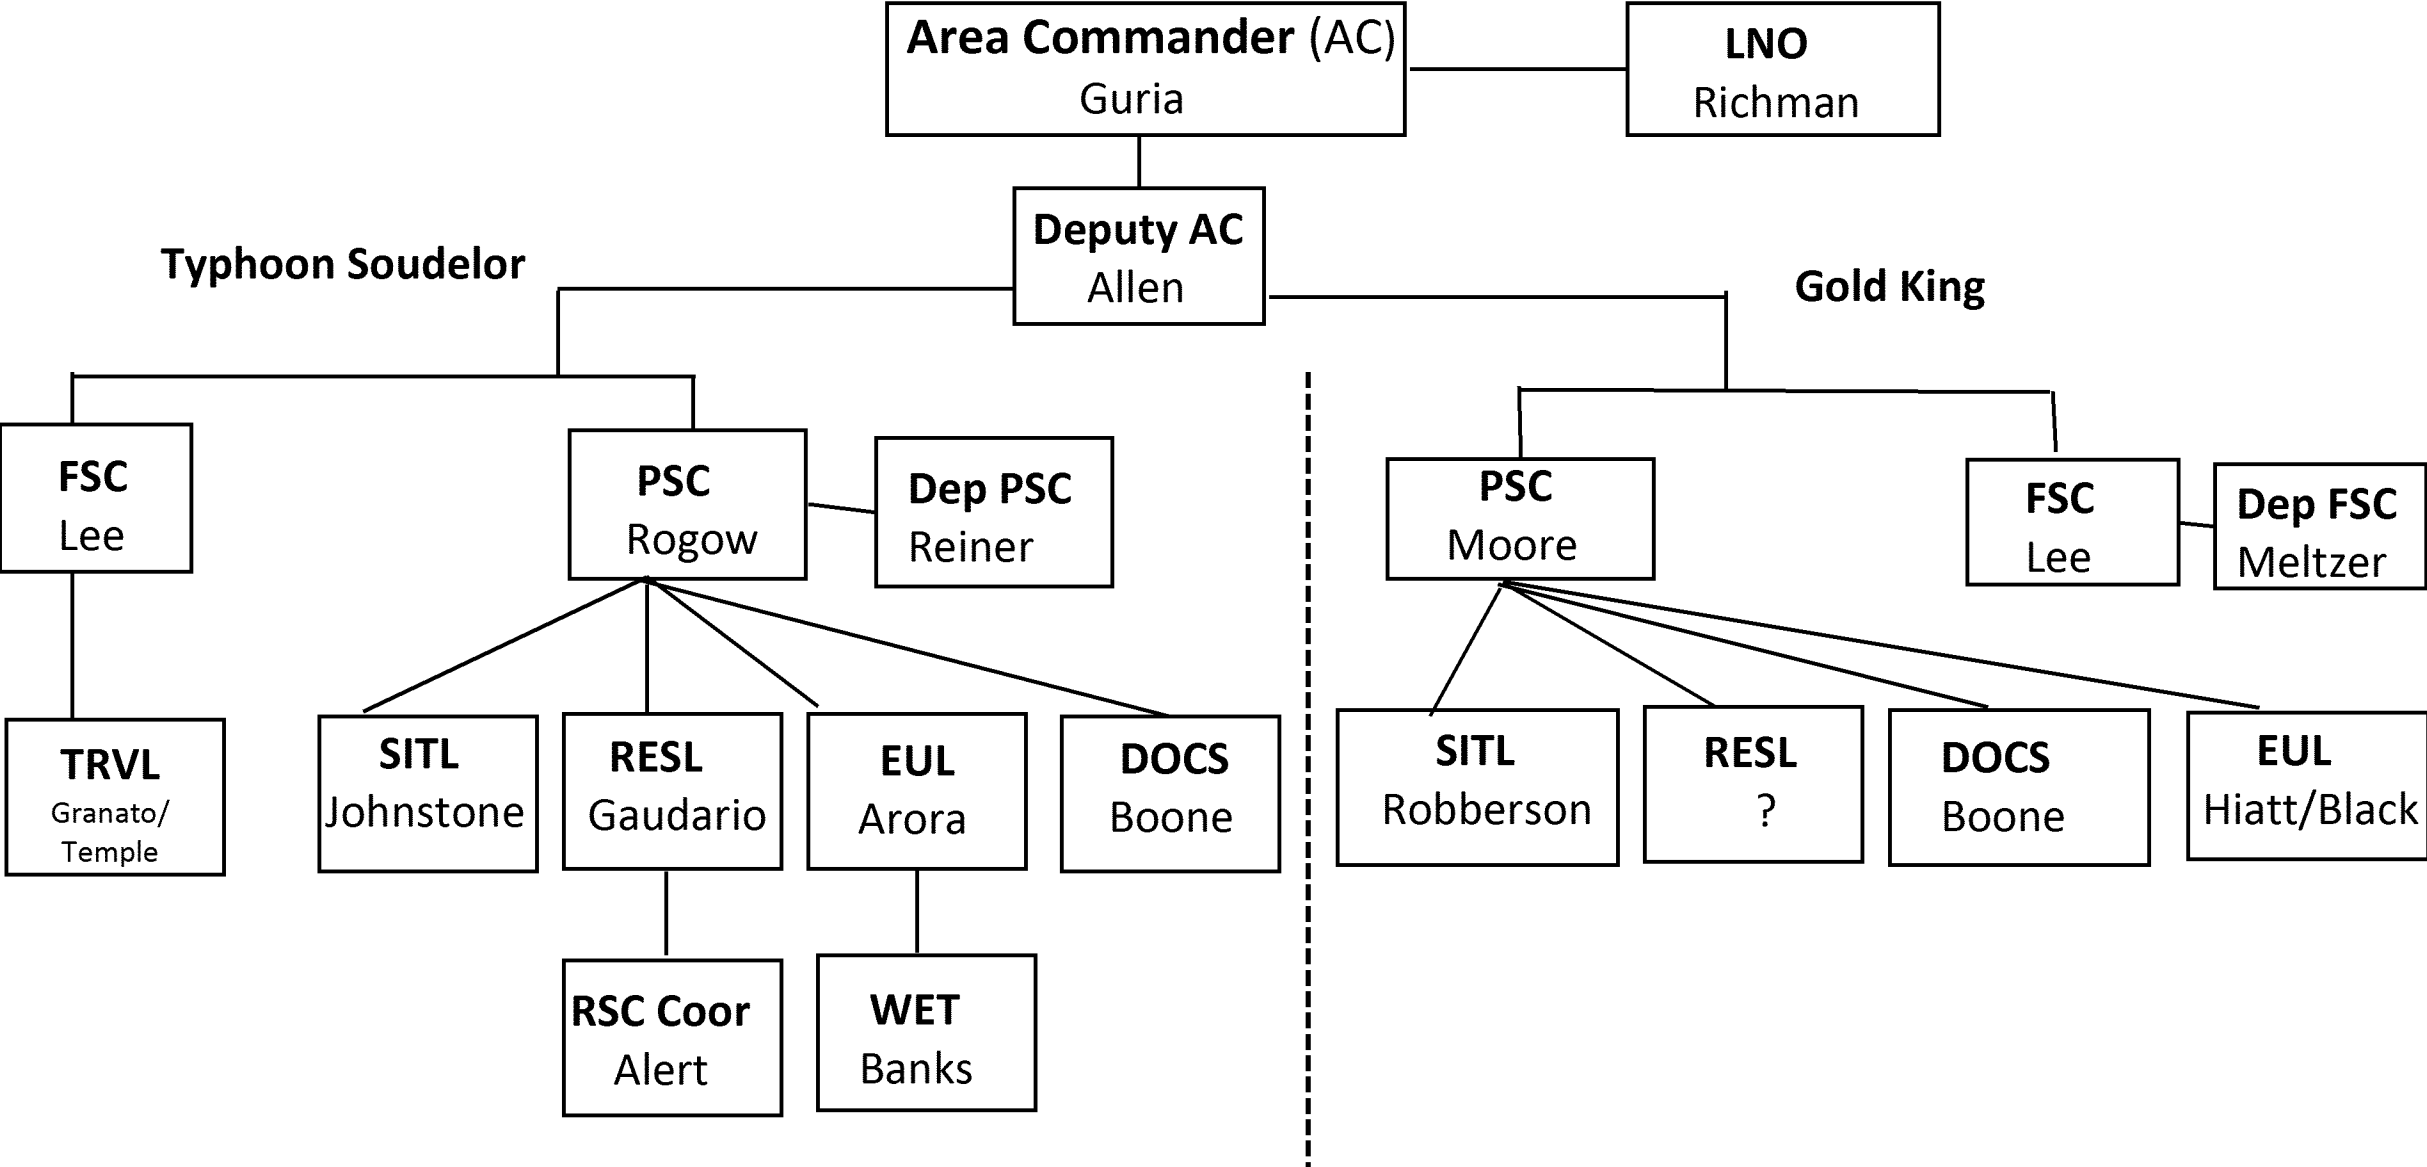 Area Commander (AC)
Guria
LNO
Richman
Deputy AC
Allen
Typhoon Soudelor
Gold King
FSC
Lee
PSC
Rogow
Dep PSC
Reiner
PSC
Moore
FSC
Lee
Dep FSC
Meltzer
TRVL
Granato/
Temple
SITL
Johnstone
RESL
Gaudario
EUL
Arora
DOCS
Boone
SITL
Robberson
RESL
?
DOCS
Boone
EUL
Hiatt/Black
RSC Coor
Alert
WET
Banks